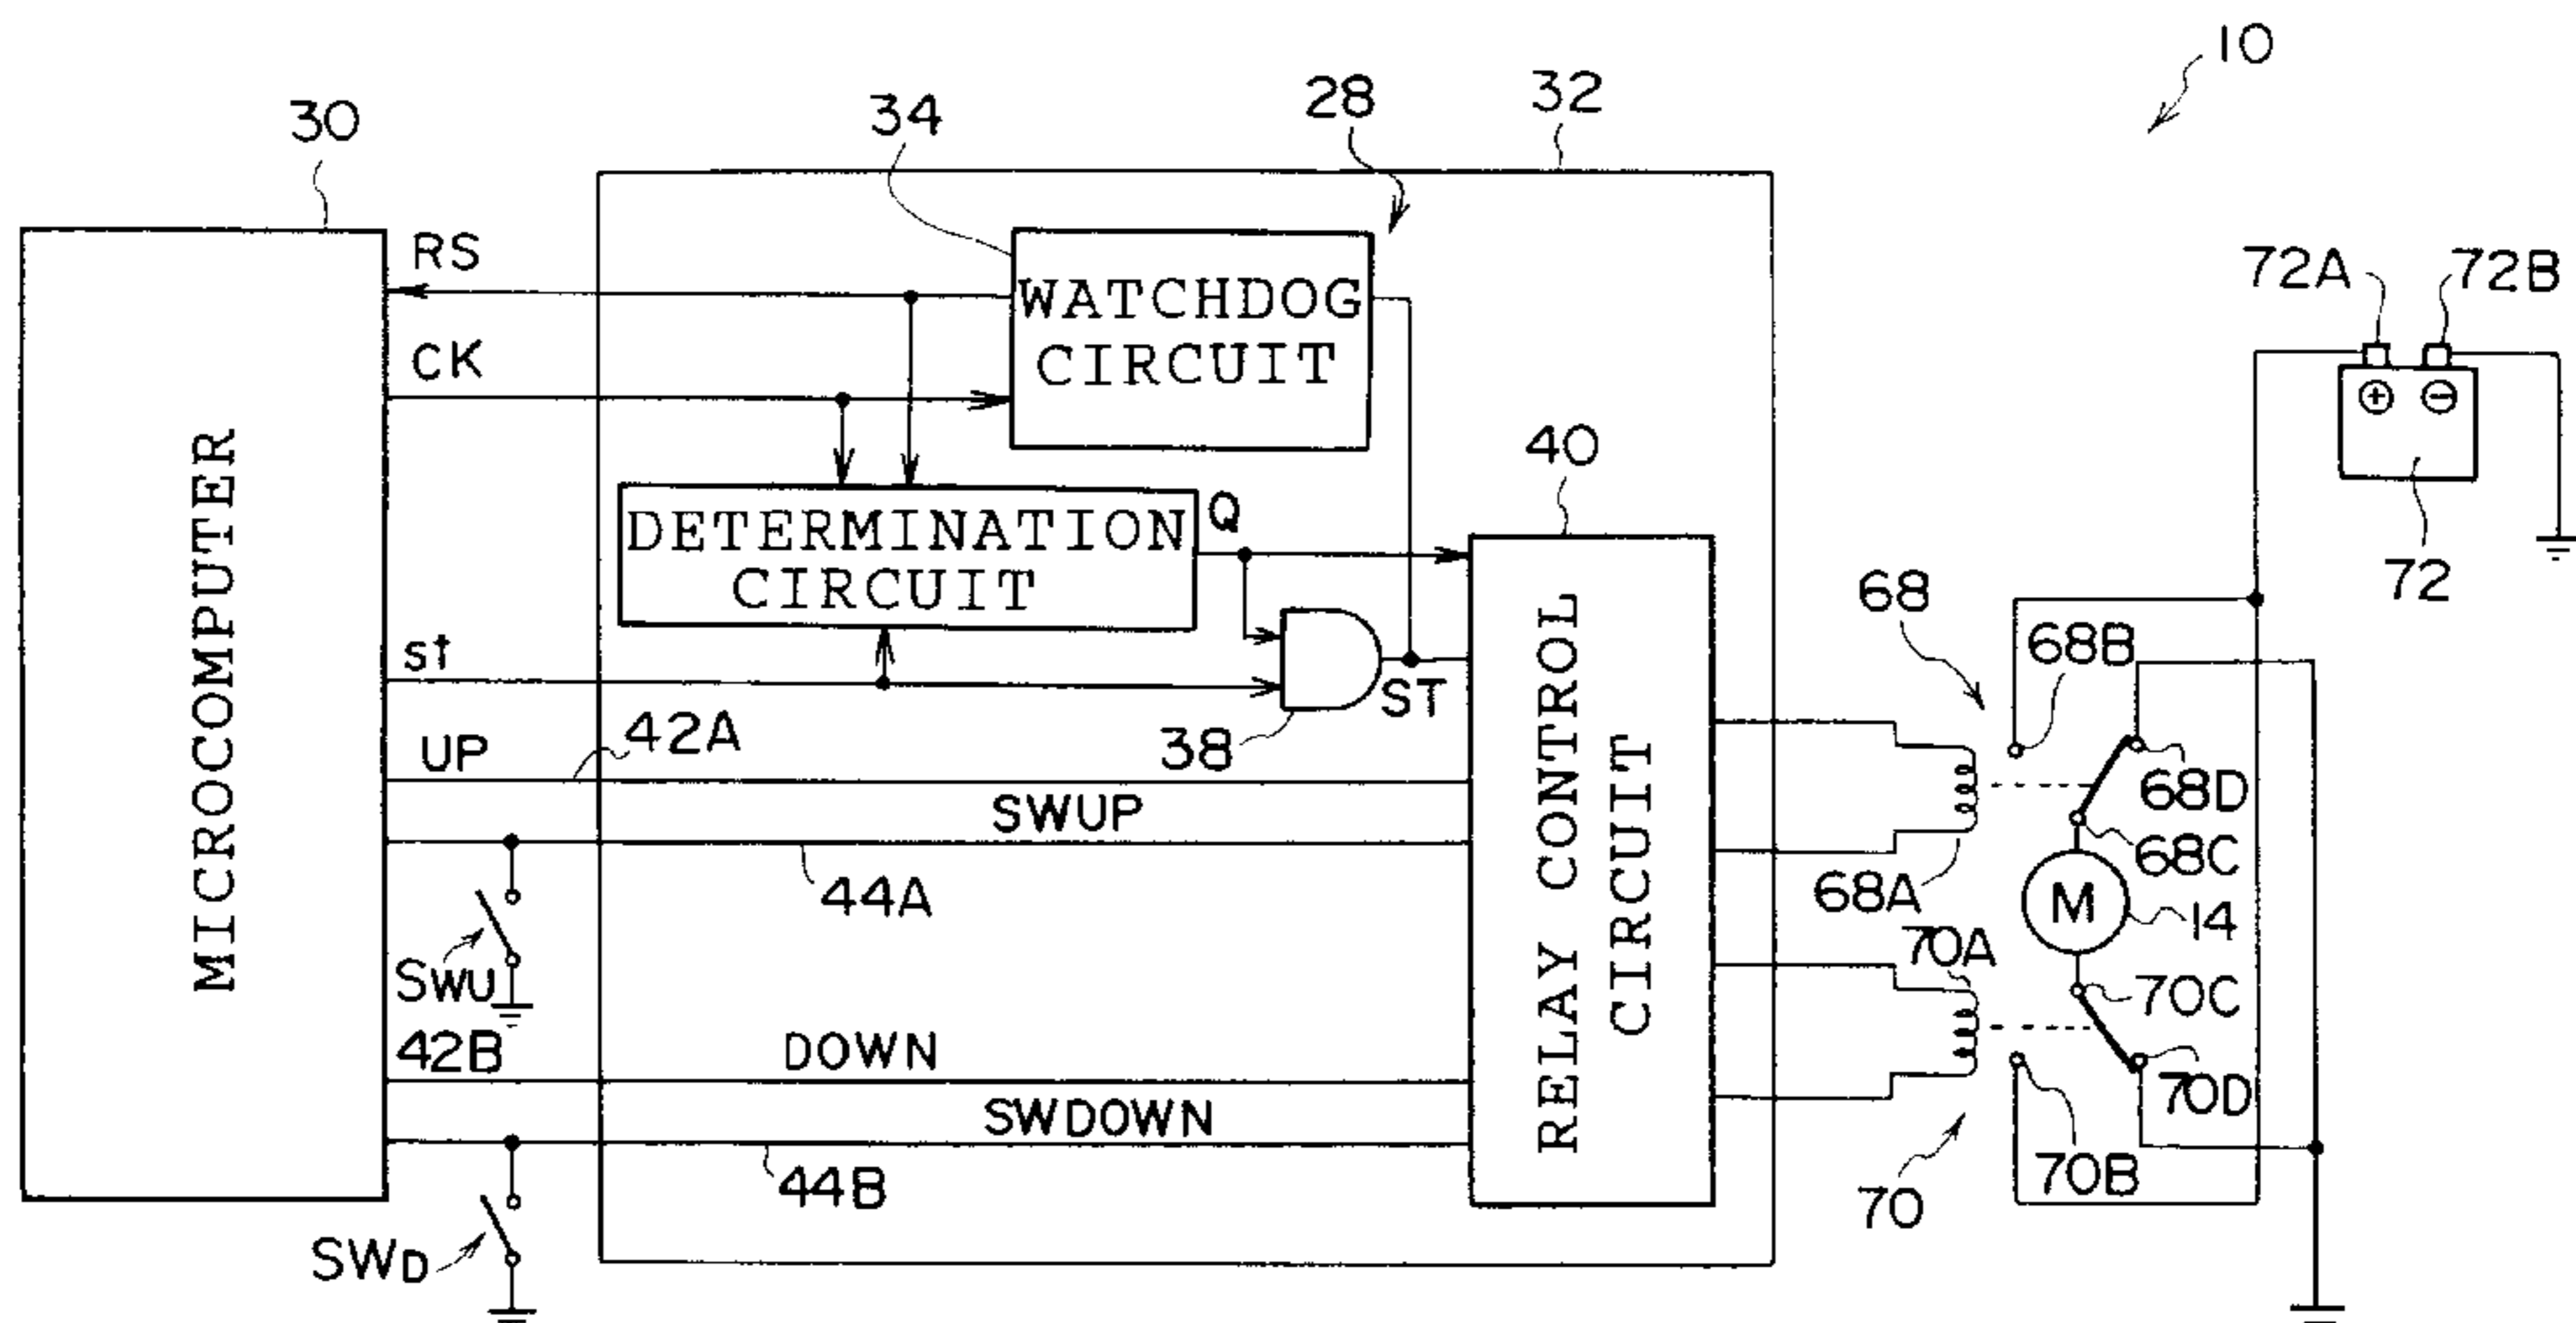 10
28
32
34
30
RS
WATCHDOG
CIRCUIT
CK
72A
72B
+
−
72
40
DETERMINATION
CIRCUIT
Q
st
ST
38
68
68B
42A
UP
SWUP
68D
68C
68A
44A
M
14
MICROCOMPUTER
RELAY CONTROL
CIRCUIT
SWU
70A
70C
42B
DOWN
SWDOWN
70D
70B
44B
70
SWD